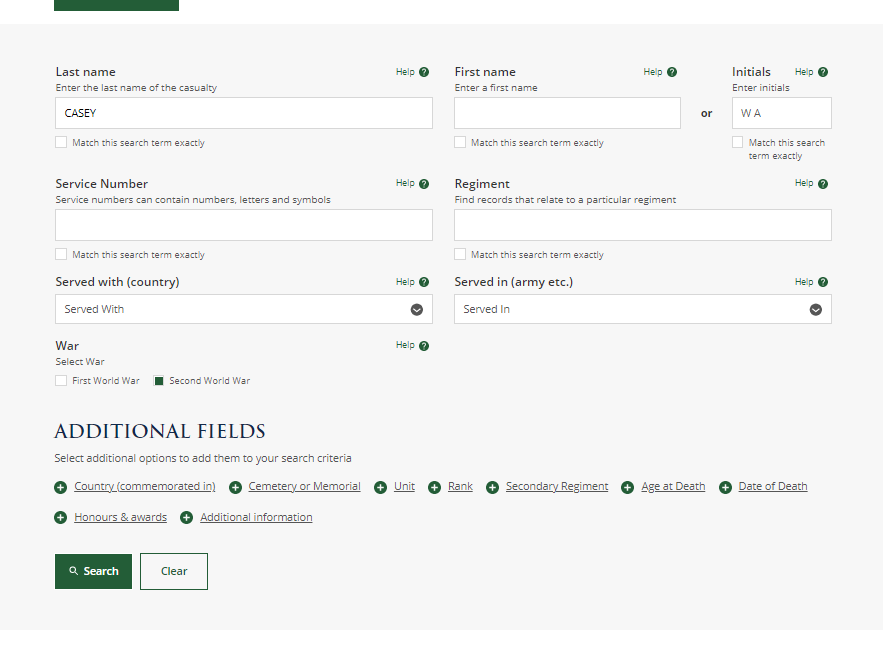 Last name Help ? First name Help ? Initials Help ?
Enter the last name of the casualty Enter a first name Enter initials
CASEY or W A
Match this search term exactly Match this search term exactly Match this search
term exactly
Service Number Help ? Regiment Help ?
Service numbers can contain numbers, letters and symbols Find records that relate to a particular regiment
Match this search term exactly Match this search term exactly
Served with (country) Help ? Served in (army etc.) Help ?
Served With Served In
War Help ?
Select War
First World War Second World War
ADDITIONAL FIELDS
Select additional options to add them to your search criteria
Country (commemorated in) Cemetery or Memorial Unit Rank Secondary Regiment Age at Death Date of Death
Honours & awards Additional information
Search Clear